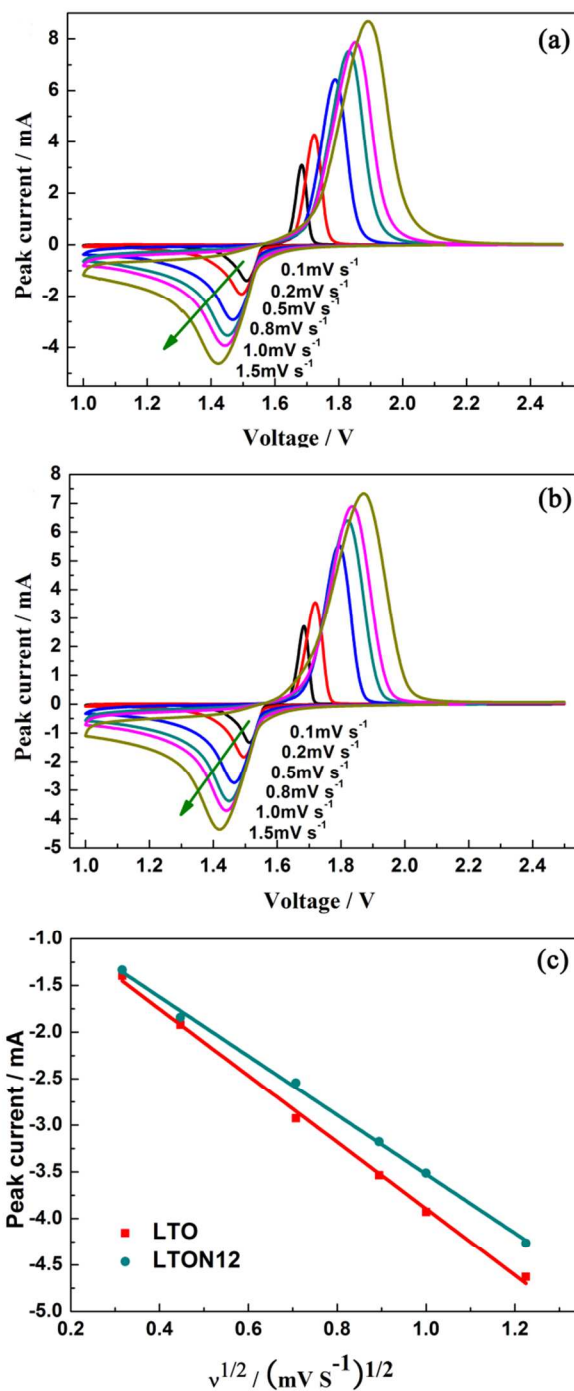 (a)
Peak current / mA
8
6
4
2
0
-2
-4
0.1mV s⁻¹
0.2mV s⁻¹
0.5mV s⁻¹
0.8mV s⁻¹
1.0mV s⁻¹
1.5mV s⁻¹
1.0 1.2 1.4 1.6 1.8 2.0 2.2 2.4
Voltage / V
(b)
Peak current / mA
8
7
6
5
4
3
2
1
0
-1
-2
-3
-4
-5
0.1mV s⁻¹
0.2mV s⁻¹
0.5mV s⁻¹
0.8mV s⁻¹
1.0mV s⁻¹
1.5mV s⁻¹
1.0 1.2 1.4 1.6 1.8 2.0 2.2 2.4
Voltage / V
(c)
Peak current / mA
-1.0
-1.5
-2.0
-2.5
-3.0
-3.5
-4.0
-4.5
-5.0
LTO
LTON12
0.2 0.4 0.6 0.8 1.0 1.2
ν^1/2 / (mV S⁻¹)^1/2